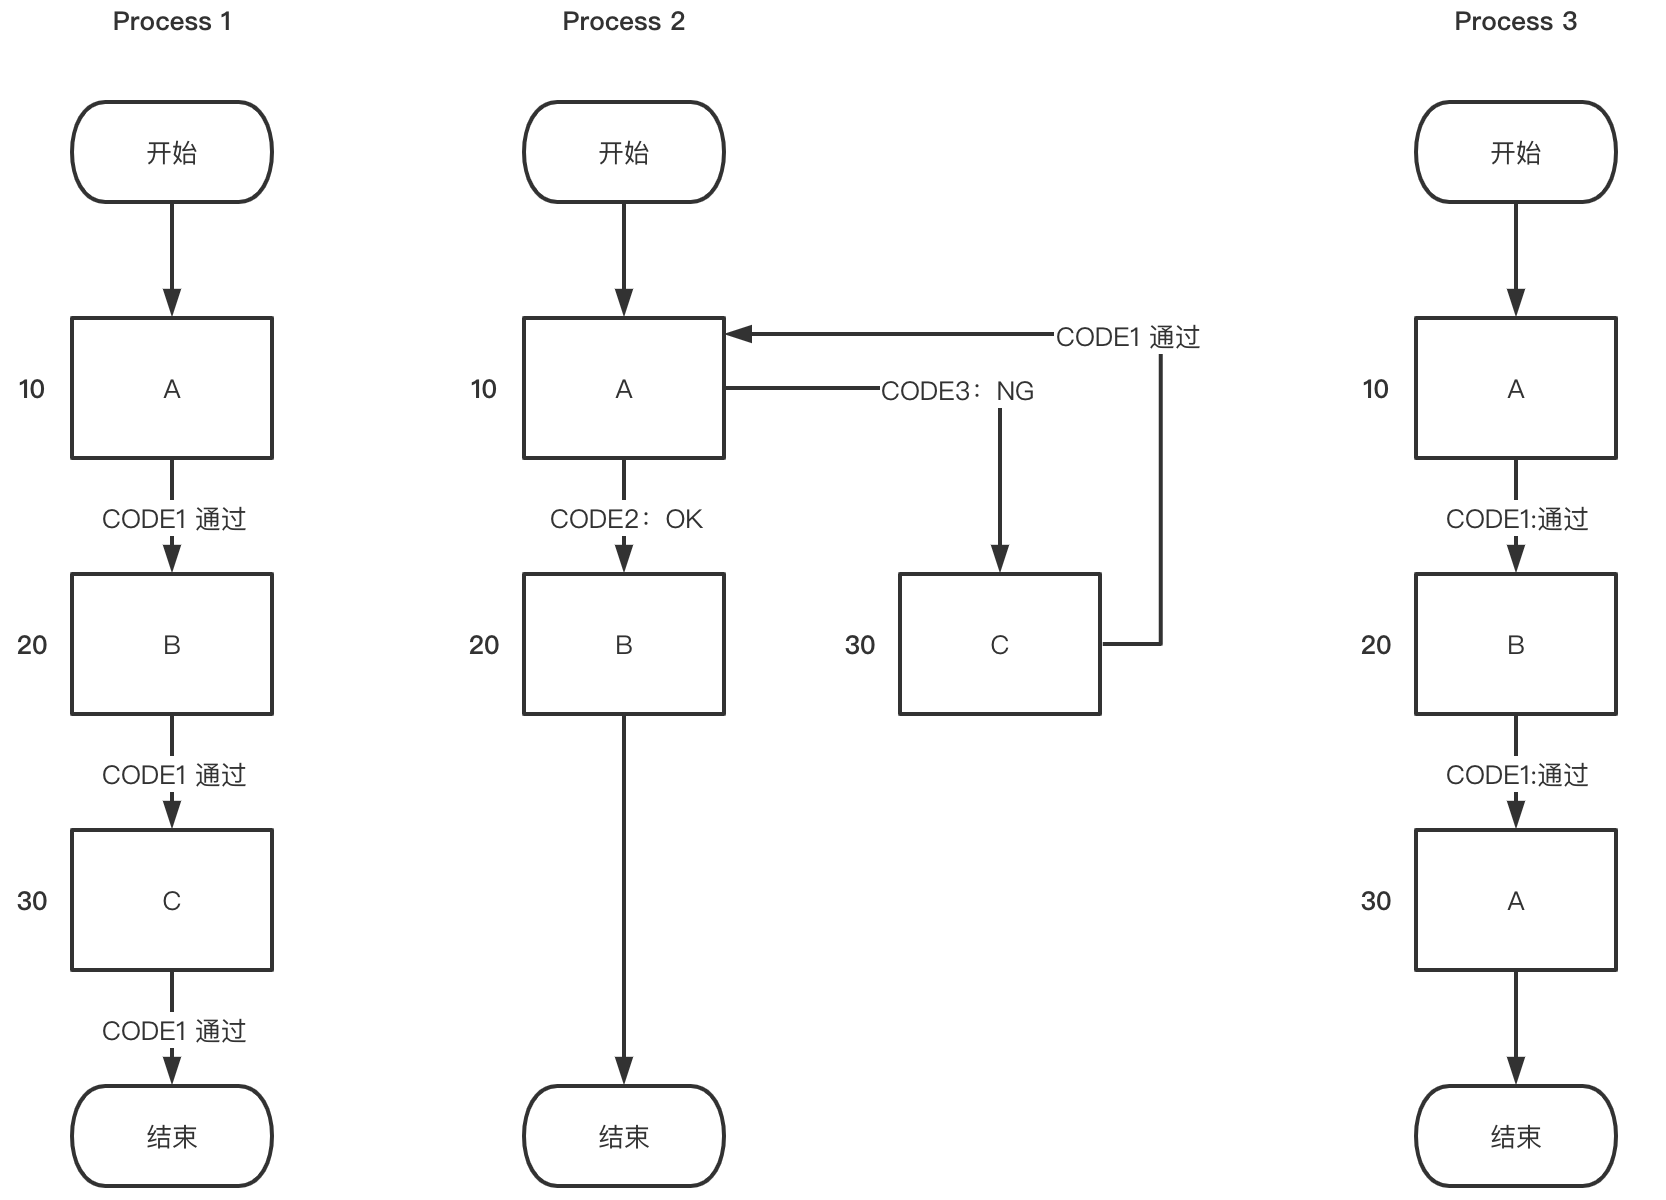 Process 1
开始
10
A
CODE1 通过
20
B
CODE1 通过
30
C
CODE1 通过
结束
Process 2
开始
10
A
CODE1 通过
CODE3：NG
CODE2：OK
20
B
30
C
结束
Process 3
开始
10
A
CODE1:通过
20
B
CODE1:通过
30
A
结束